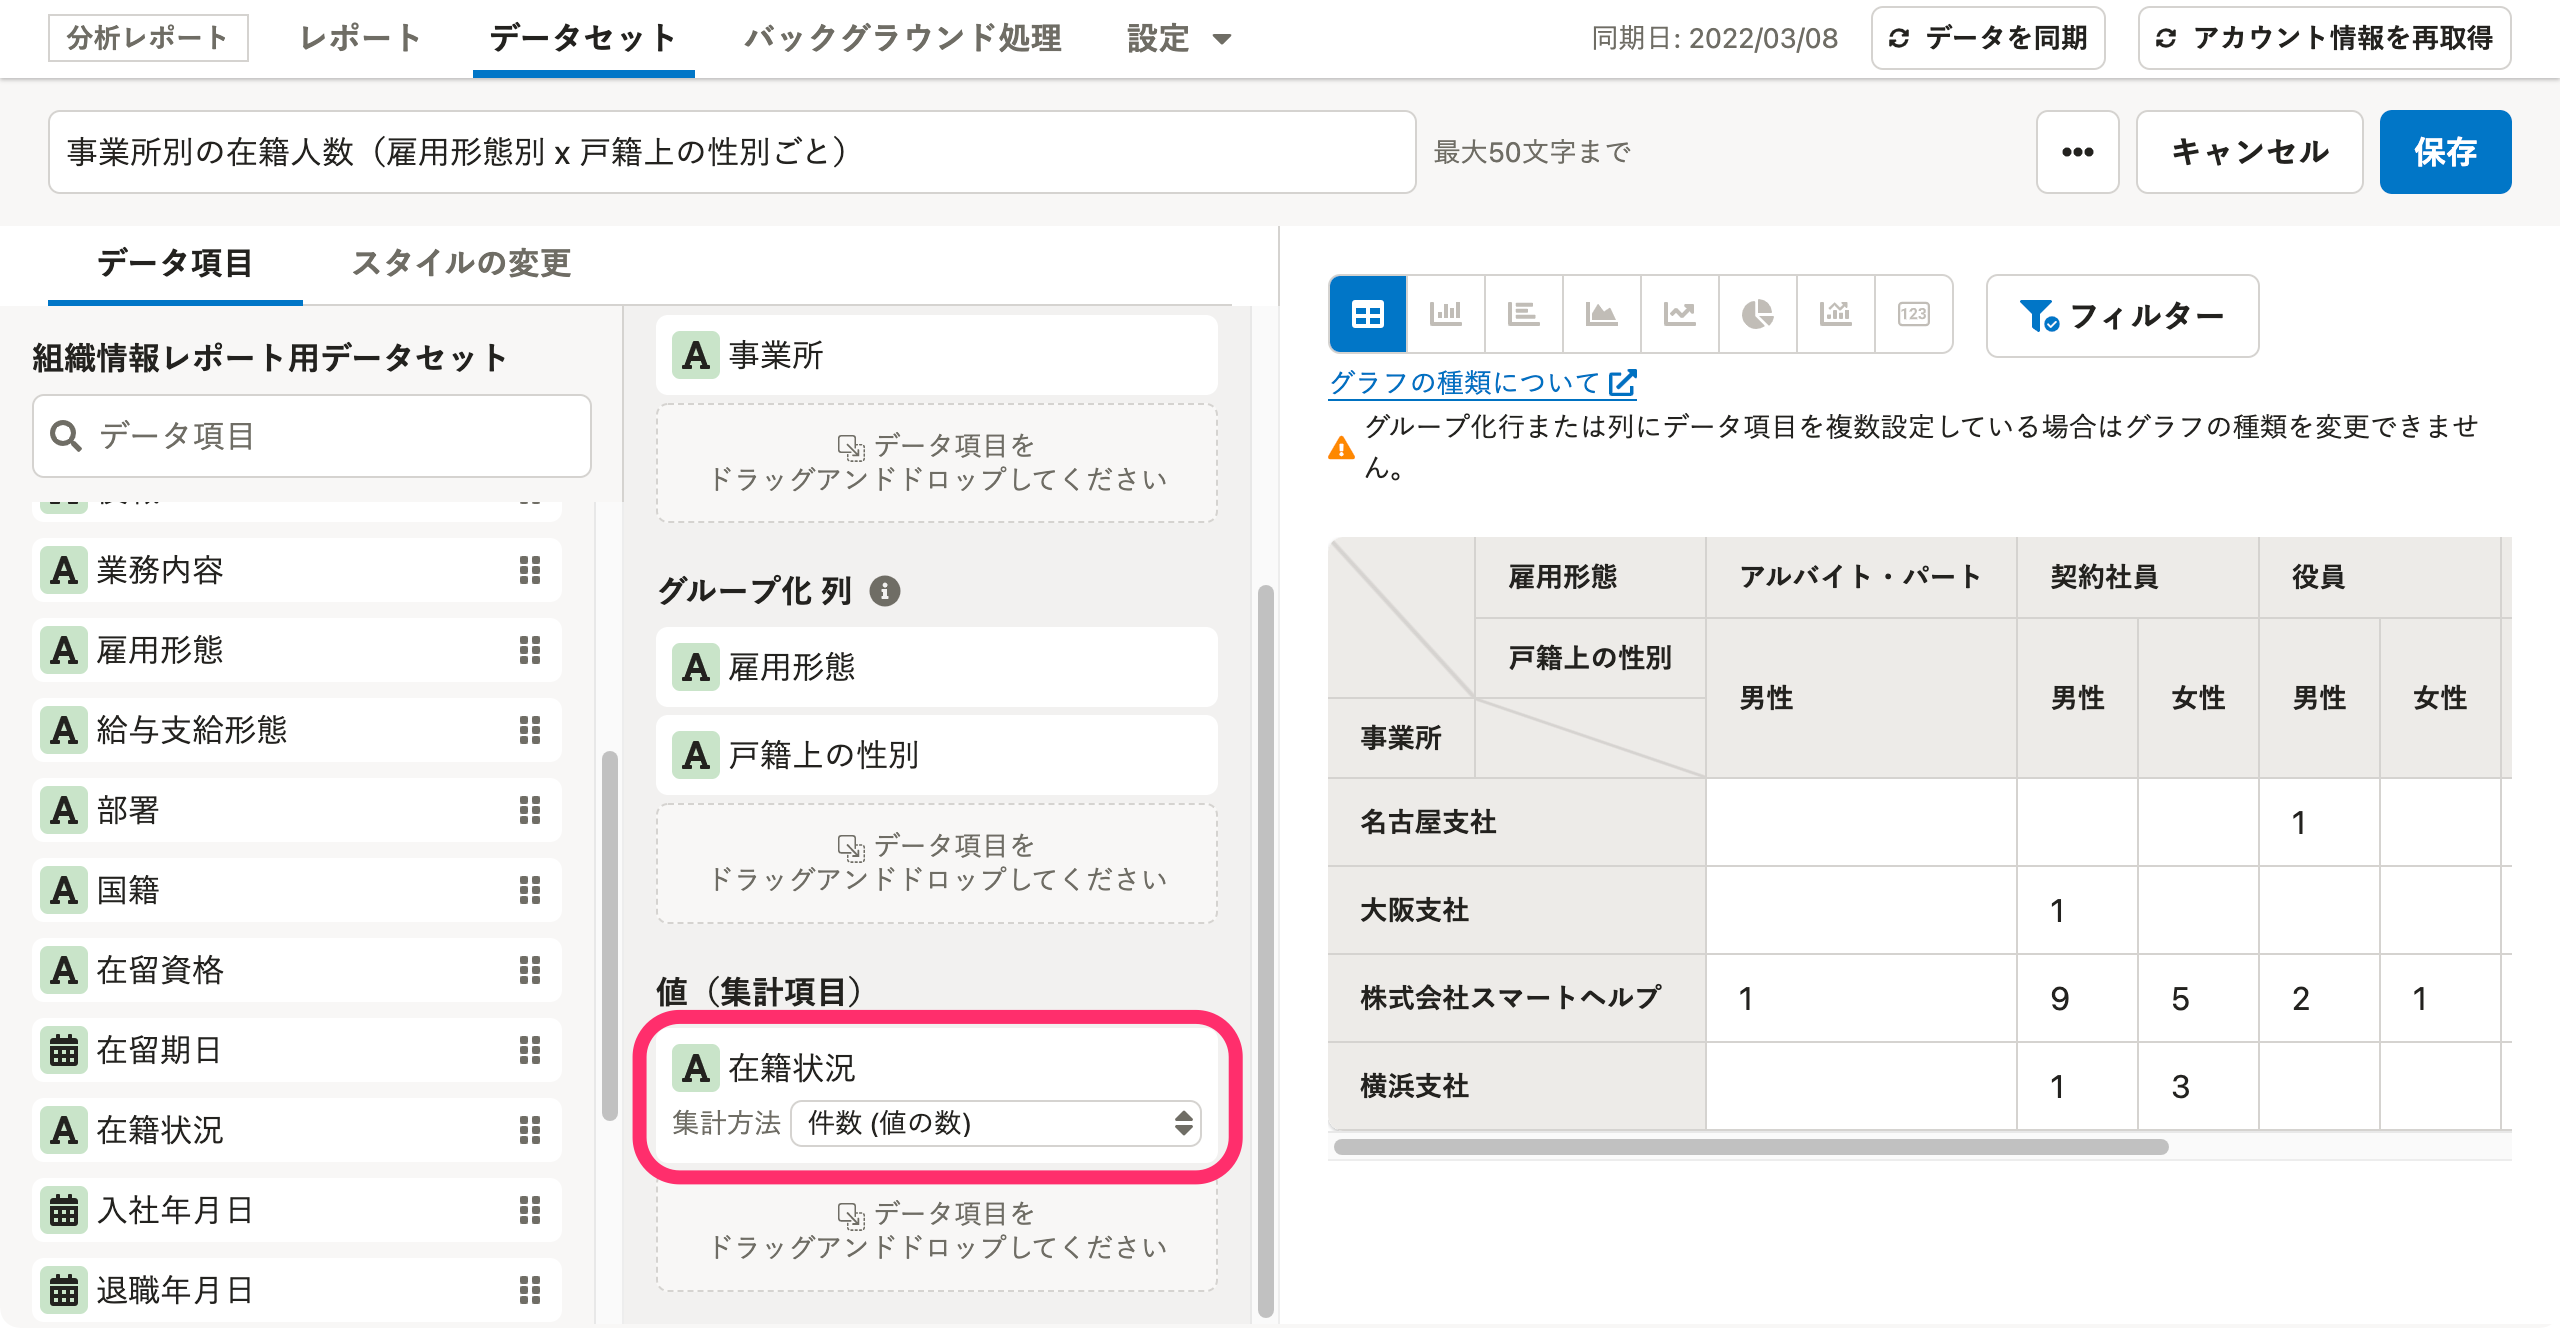 分析レポート レポート データセット バックグラウンド処理 設定 同期日: 2022/03/08 データを同期 アカウント情報を再取得
事業所別の在籍人数（雇用形態別 x 戸籍上の性別ごと） 最大50文字まで ••• キャンセル 保存
データ項目 スタイルの変更
組織情報レポート用データセット
データ項目
A 業務内容
A 雇用形態
A 給与支給形態
A 部署
A 国籍
A 在留資格
在留期日
A 在籍状況
入社年月日
退職年月日
A 事業所
データ項目を
ドラッグアンドドロップしてください
グループ化 列
A 雇用形態
A 戸籍上の性別
データ項目を
ドラッグアンドドロップしてください
値（集計項目）
A 在籍状況
集計方法 件数 (値の数)
データ項目を
ドラッグアンドドロップしてください
123 フィルター
グラフの種類について
グループ化行または列にデータ項目を複数設定している場合はグラフの種類を変更できませ
ん。
雇用形態 アルバイト・パート 契約社員 役員
戸籍上の性別 男性 男性 女性 男性 女性
事業所
名古屋支社 1
大阪支社 1
株式会社スマートヘルプ 1 9 5 2 1
横浜支社 1 3